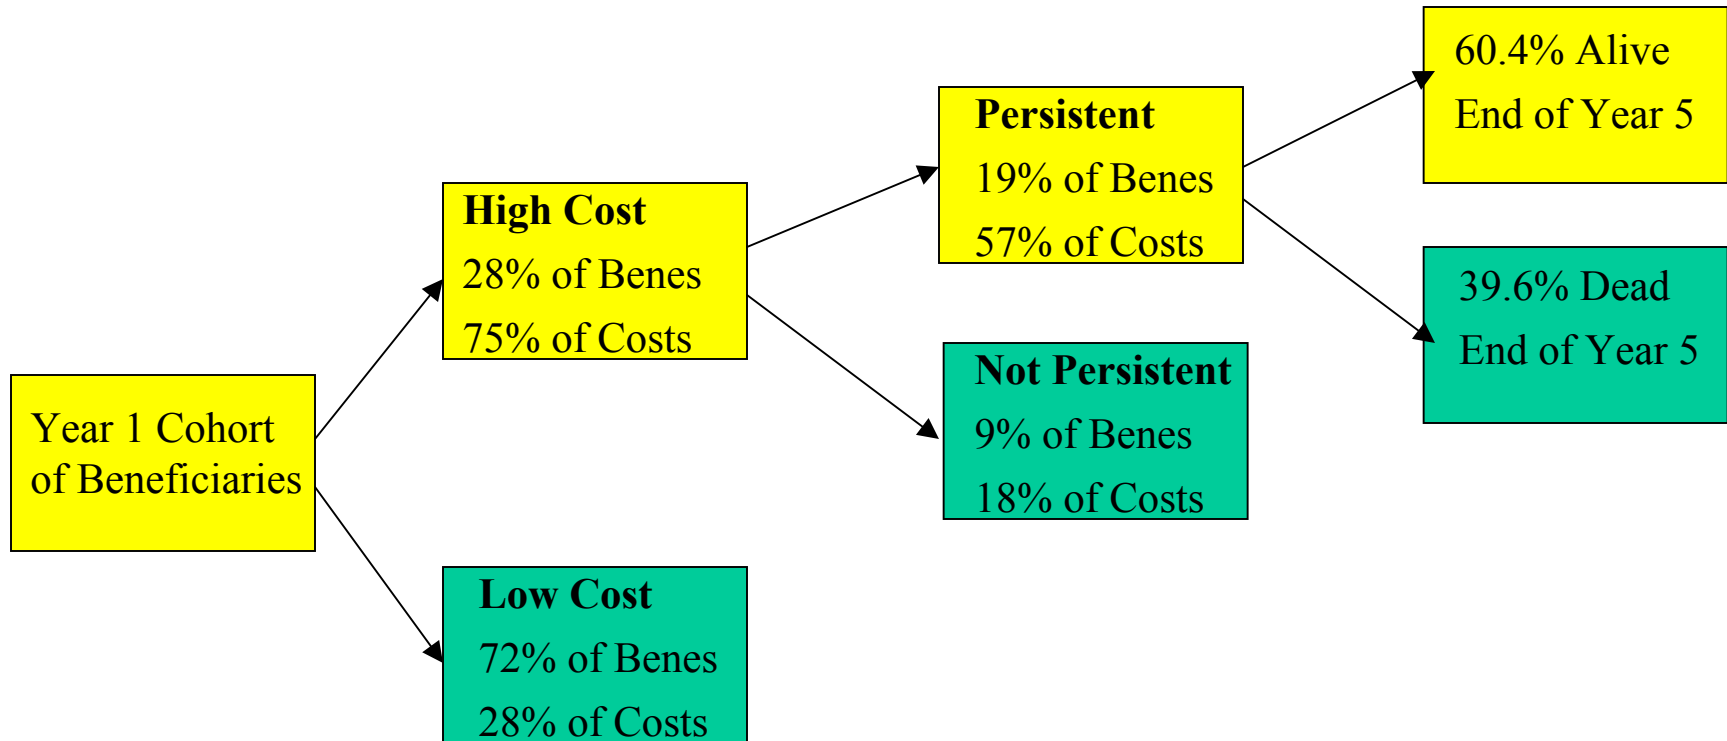 Year 1 Cohort
of Beneficiaries
High Cost
28% of Benes
75% of Costs
Low Cost
72% of Benes
28% of Costs
Persistent
19% of Benes
57% of Costs
Not Persistent
9% of Benes
18% of Costs
60.4% Alive
End of Year 5
39.6% Dead
End of Year 5